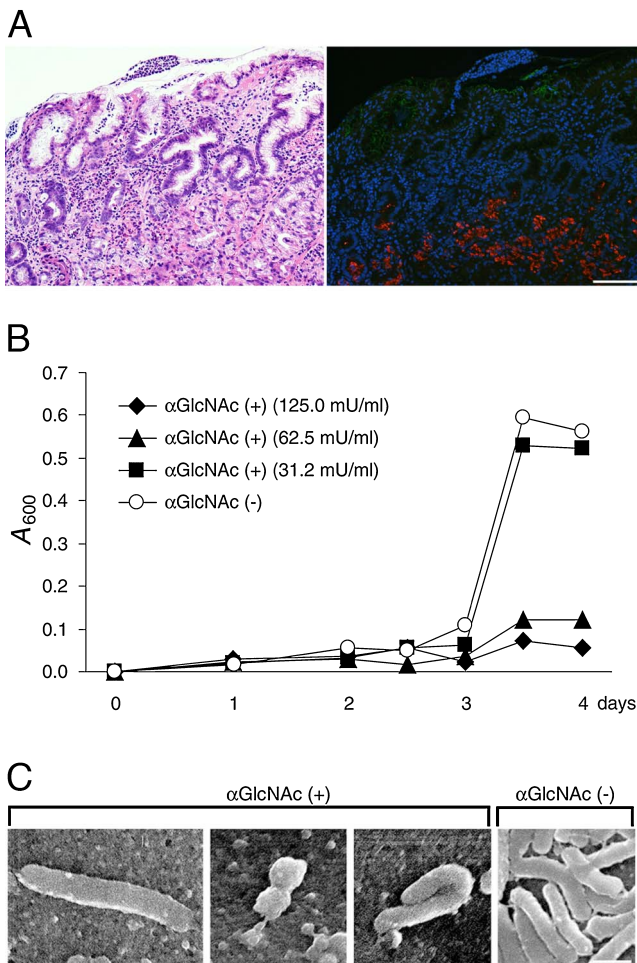 A
B
0.7
0.6
0.5
0.4
0.3
0.2
0.1
0.0
A600
αGlcNAc (+) (125.0 mU/ml)
αGlcNAc (+) (62.5 mU/ml)
αGlcNAc (+) (31.2 mU/ml)
αGlcNAc (-)
0 1 2 3 4 days
C
αGlcNAc (+) αGlcNAc (-)